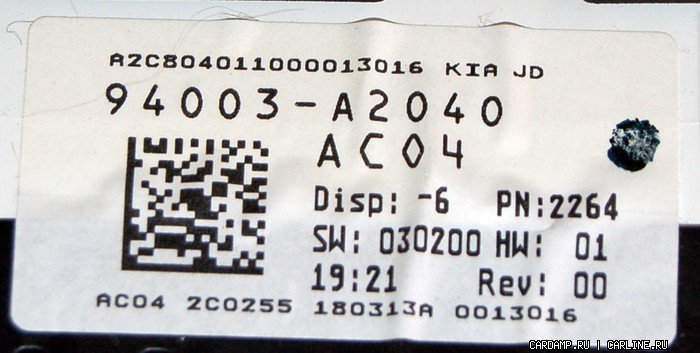 A2C804011000013016 KIA JD
94003-A2040
AC04
Disp: -6 PN:2264
SW: 030200 HW: 01
19:21 Rev: 00
AC04 2C0255 180313A 0013016
CARDAMP.RU | CARLINE.RU